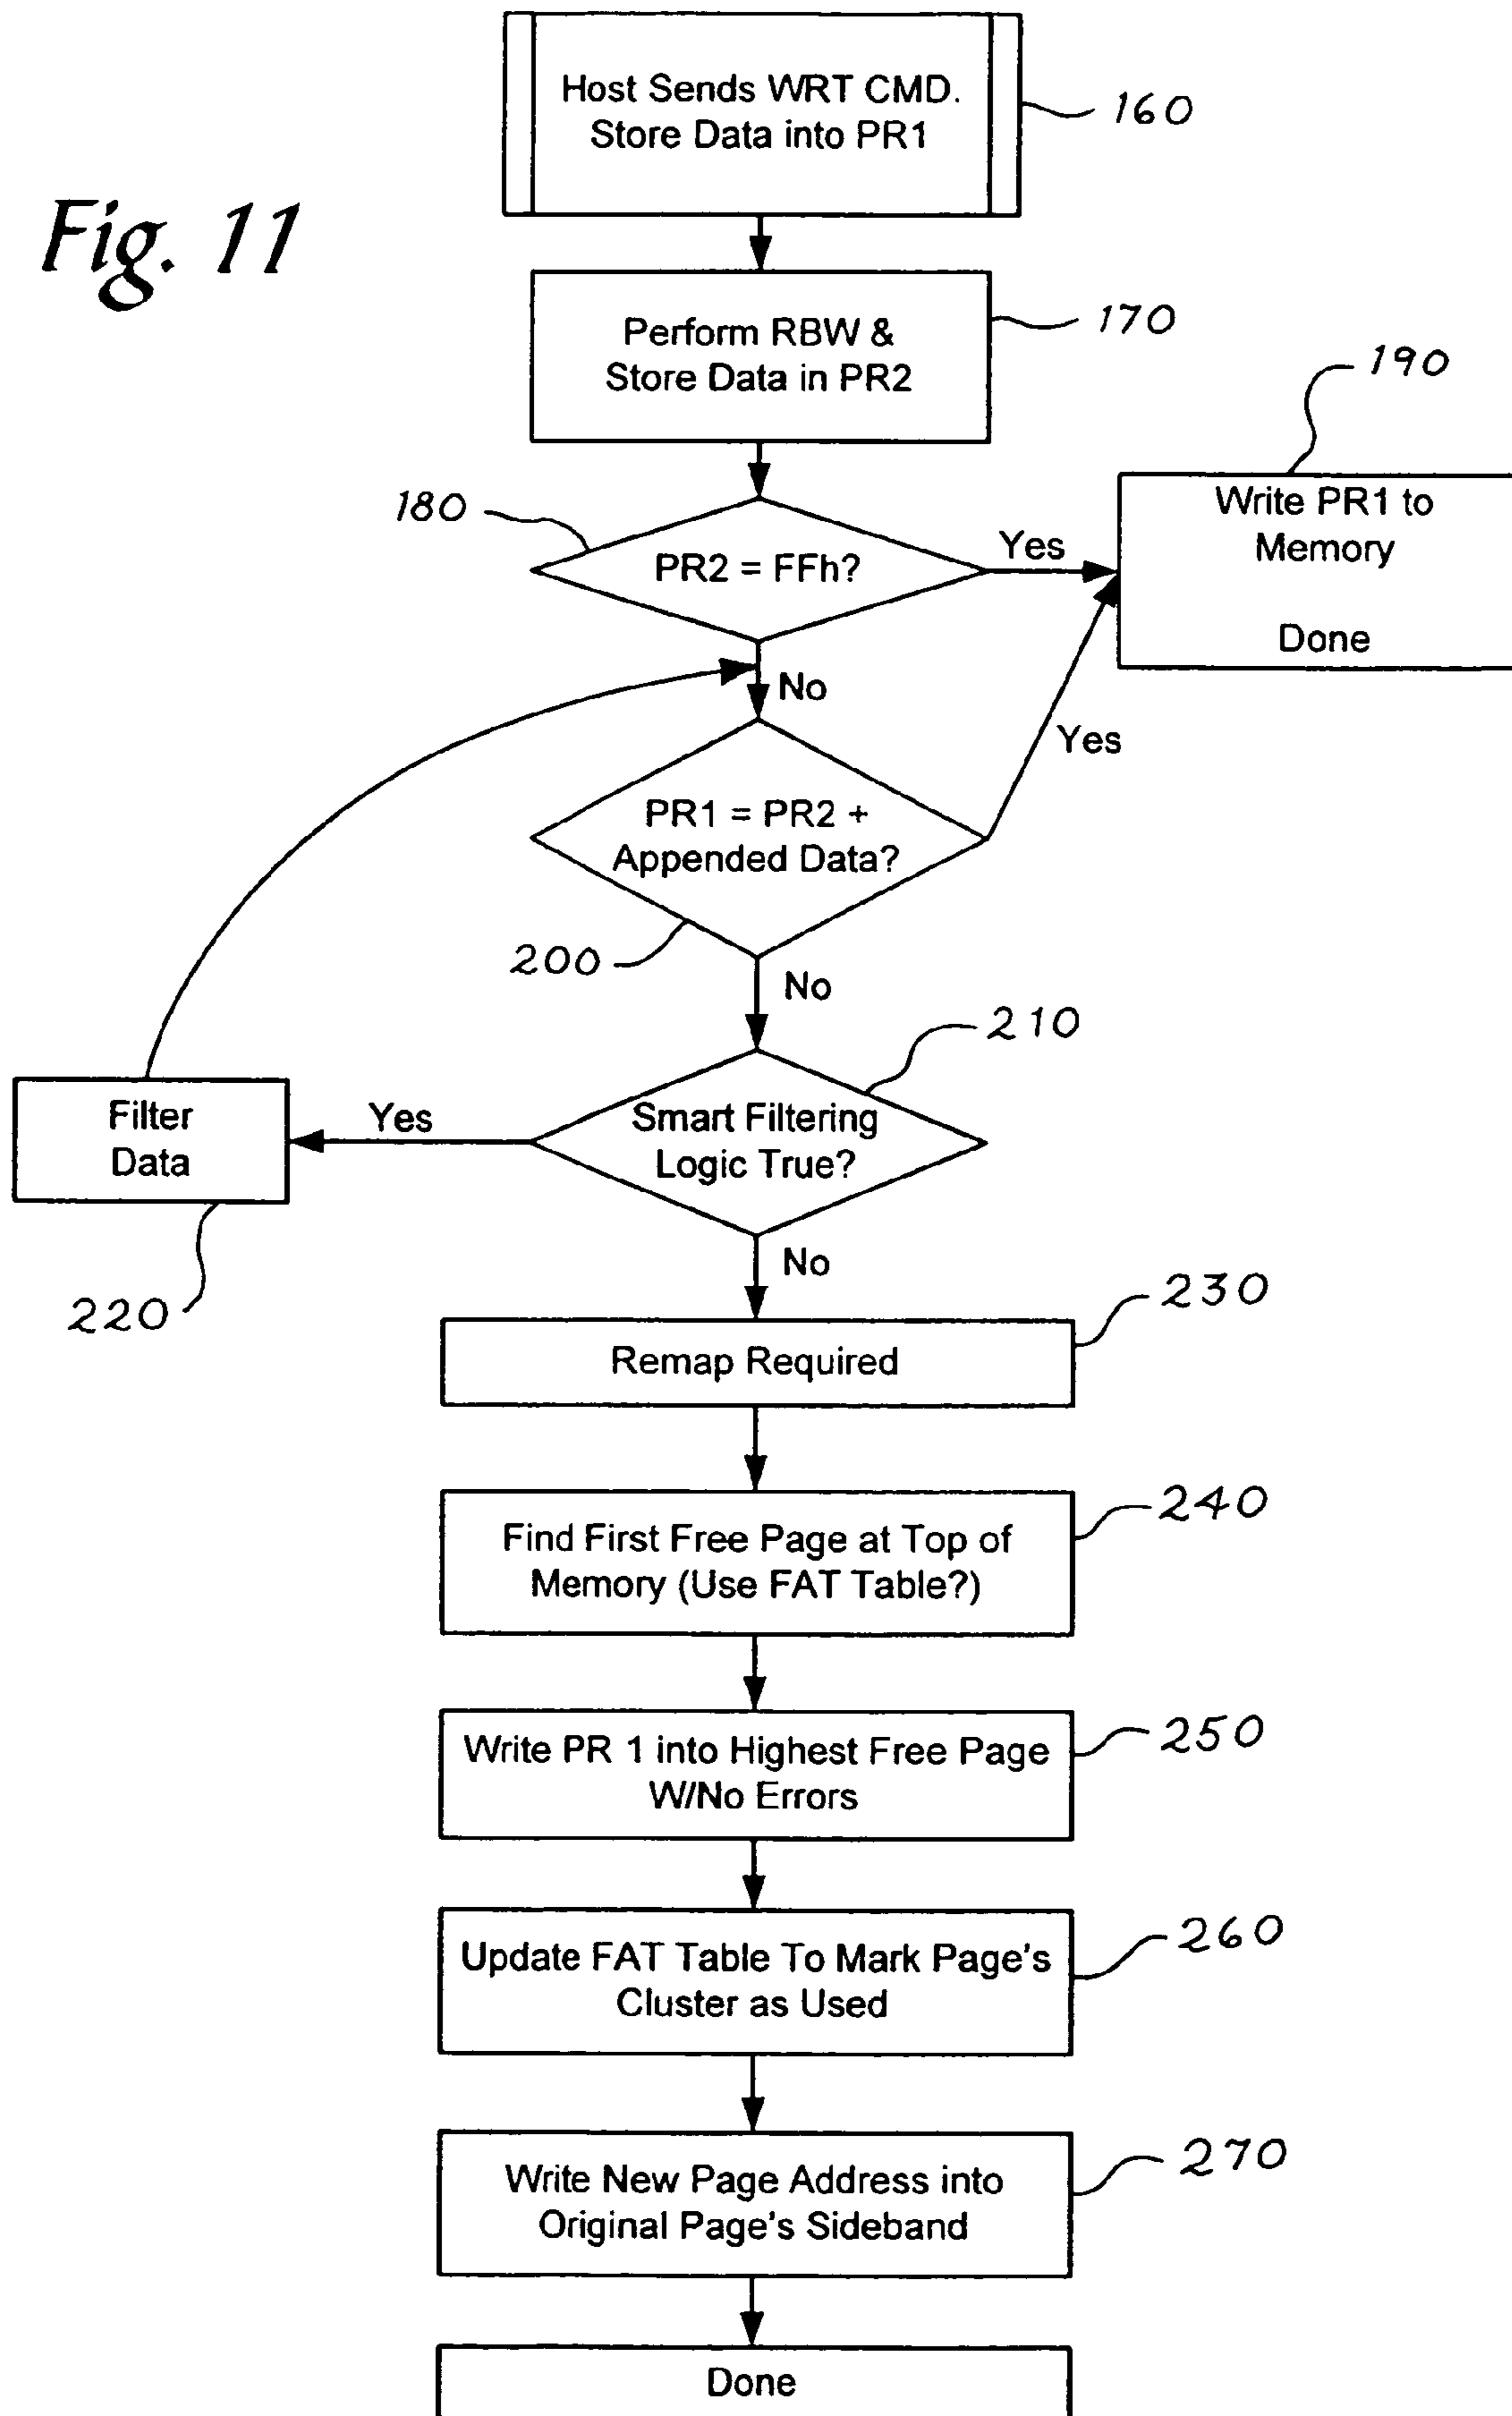 Fig. 11
Host Sends WRT CMD.
Store Data into PR1
160
Perform RBW &
Store Data in PR2
170
190
Write PR1 to
Memory
Done
180
PR2 = FFh?
Yes
No
Yes
PR1 = PR2 +
Appended Data?
200
No
210
Smart Filtering
Logic True?
Yes
Filter
Data
220
No
230
Remap Required
240
Find First Free Page at Top of
Memory (Use FAT Table?)
250
Write PR 1 into Highest Free Page
W/No Errors
260
Update FAT Table To Mark Page's
Cluster as Used
270
Write New Page Address into
Original Page's Sideband
Done